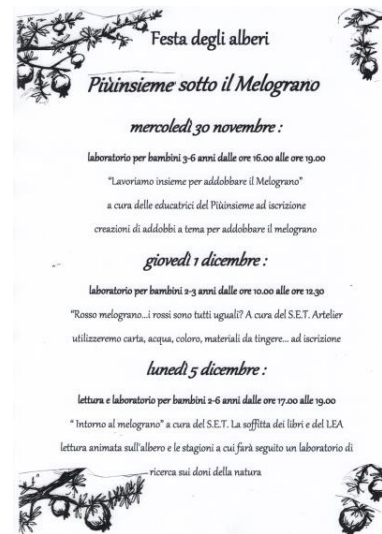 Festa degli alberi
Piùinsieme sotto il Melograno
mercoledì 30 novembre :
laboratorio per bambini 3-6 anni dalle ore 16.00 alle ore 19.00
"Lavoriamo insieme per addobbare il Melograno"
a cura delle educatrici del Piùinsieme ad iscrizione
creazioni di addobbi a tema per addobbare il melograno
giovedì 1 dicembre :
laboratorio per bambini 2-3 anni dalle ore 10.00 alle ore 12.30
"Rosso melograno...i rossi sono tutti uguali? A cura del S.E.T. Artelier
utilizzeremo carta, acqua, coloro, materiali da tingere... ad iscrizione
lunedì 5 dicembre :
lettura e laboratorio per bambini 2-6 anni dalle ore 17.00 alle 19.00
" Intorno al melograno" a cura del S.E.T. La soffitta dei libri e del LEA
lettura animata sull'albero e le stagioni a cui farà seguito un laboratorio di
ricerca sui doni della natura